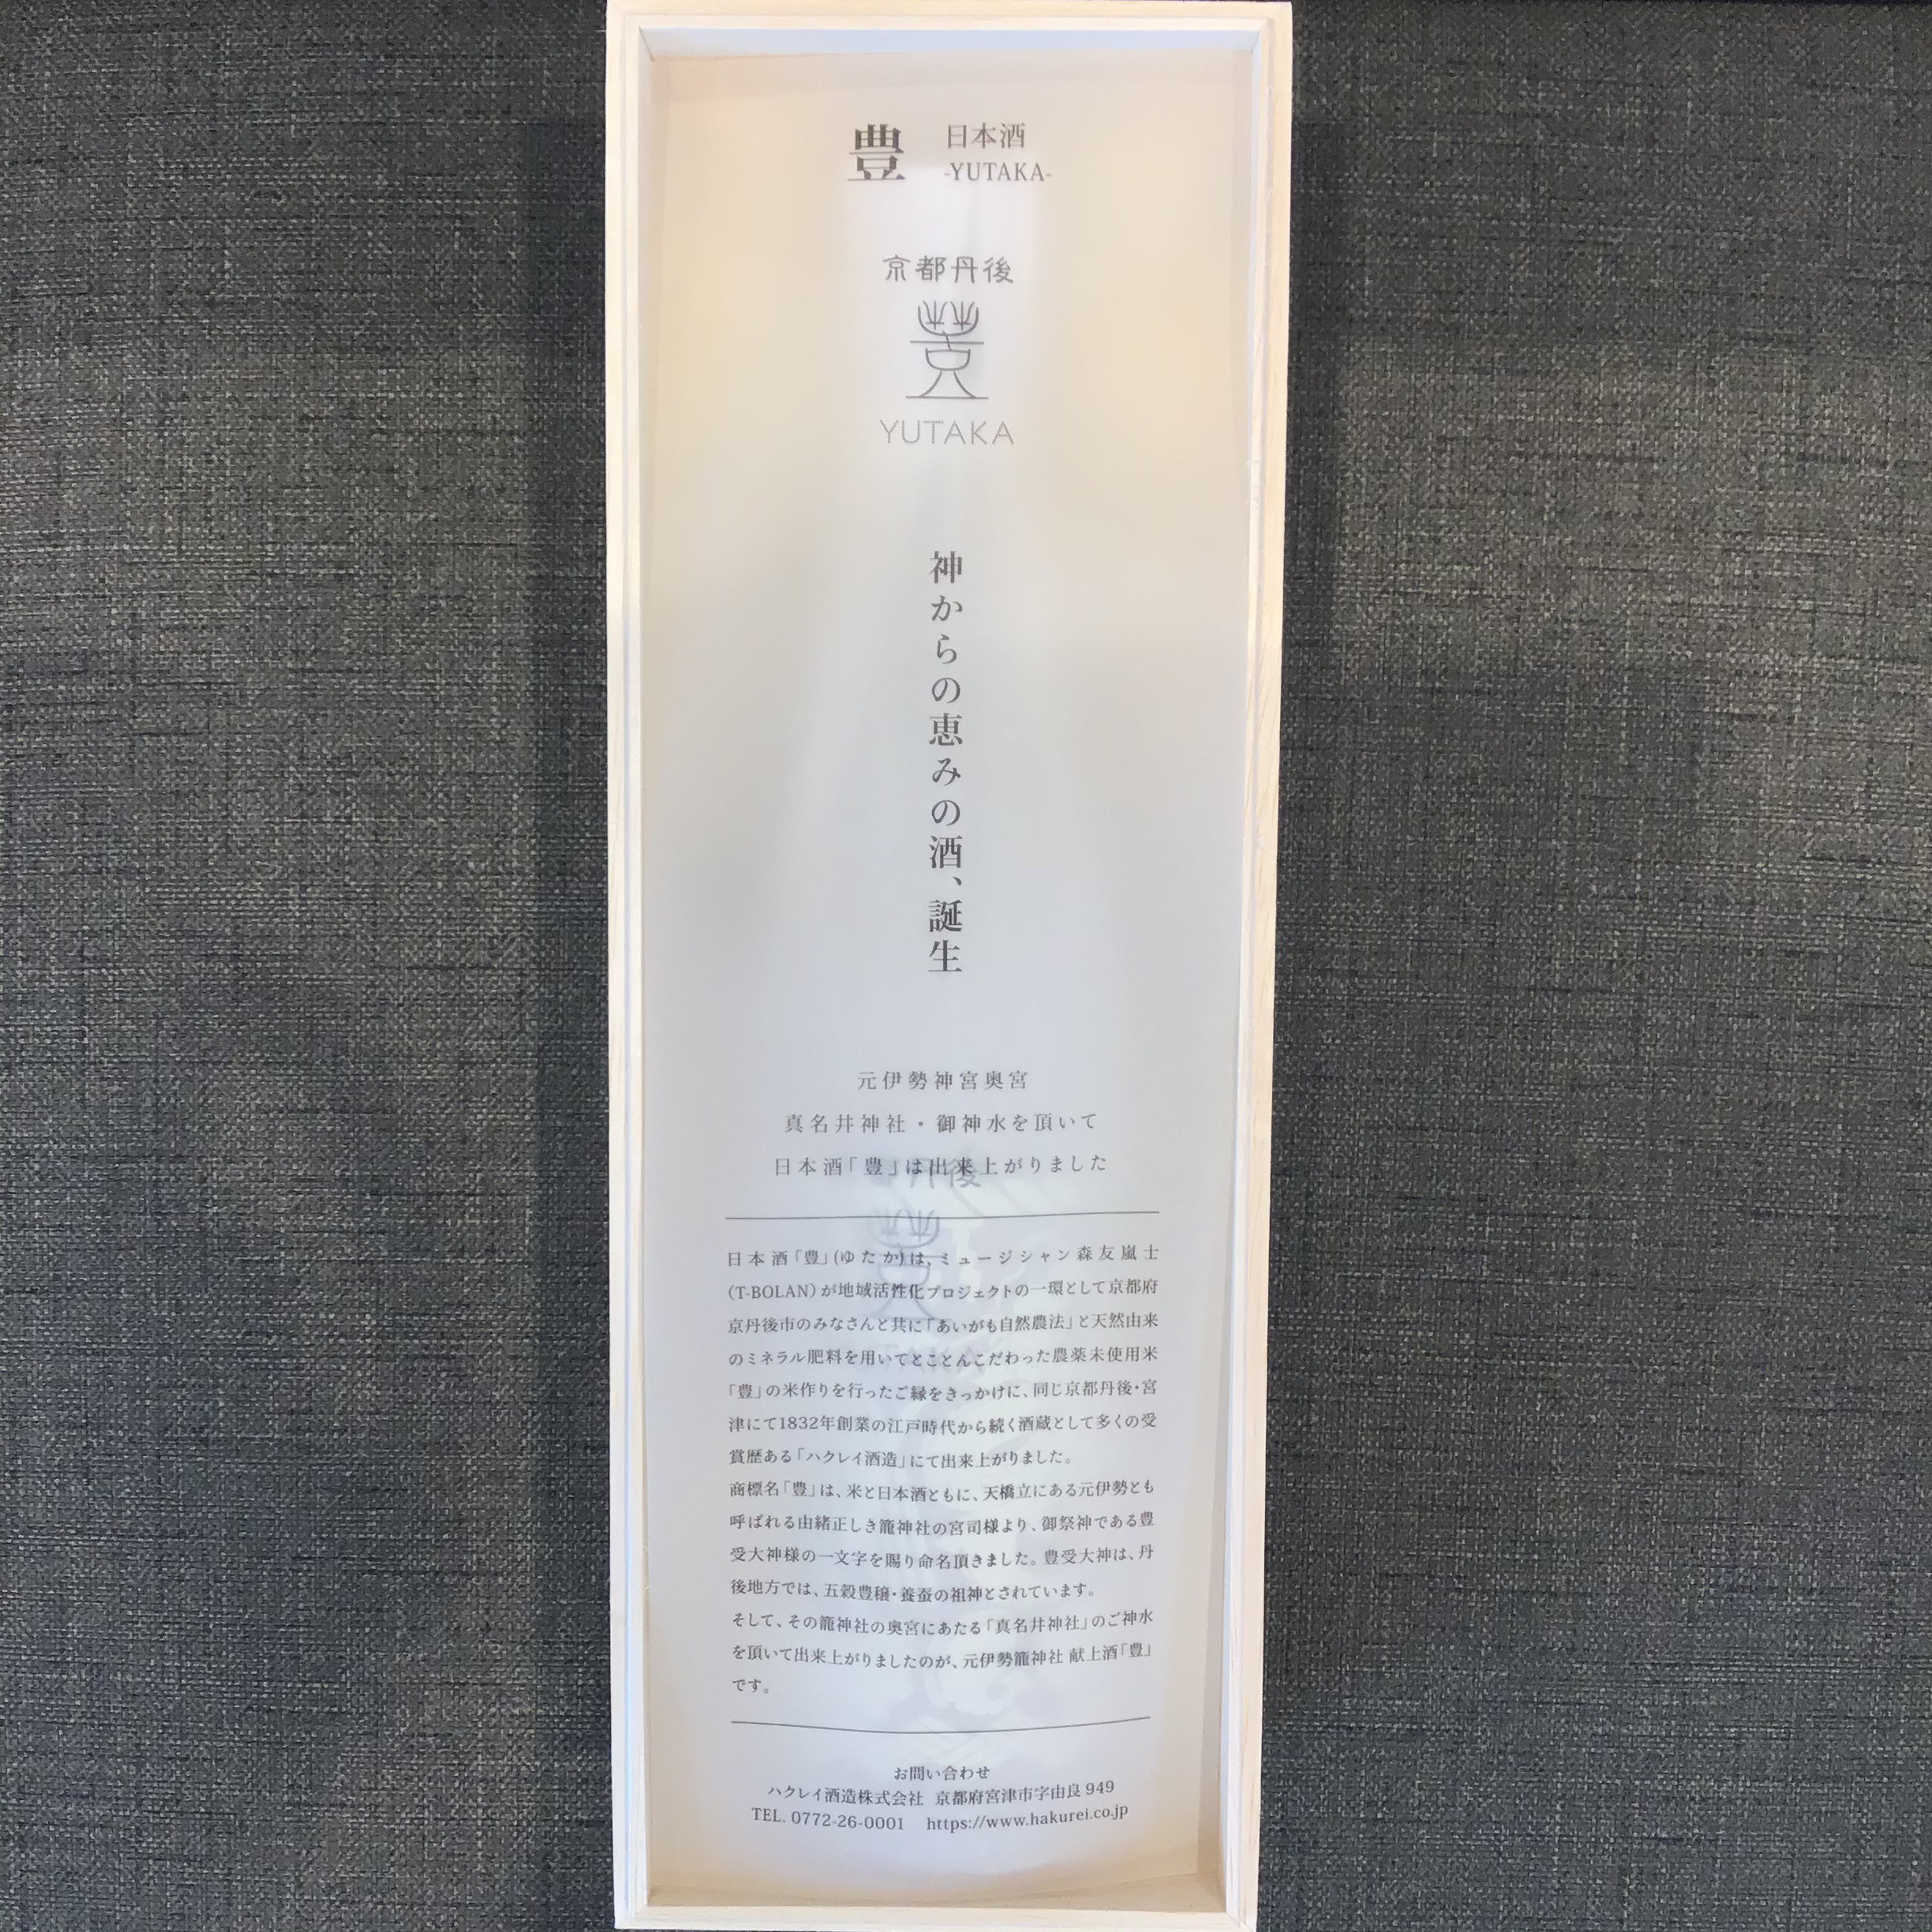 豊
日本酒
-YUTAKA-
京都丹後
豊
YUTAKA
神からの恵みの酒、誕生
元伊勢神宮奥宮
真名井神社・御神水を頂いて
日本酒「豊」は出来上がりました
日本酒「豊」(ゆたか)は、ミュージシャン森友嵐士
(T-BOLAN)が地域活性化プロジェクトの一環として京都府
京丹後市のみなさんと共に「あいがも自然農法」と天然由来
のミネラル肥料を用いてとことんこだわった農薬未使用米
「豊」の米作りを行ったご縁をきっかけに、同じ京都丹後・宮
津にて1832年創業の江戸時代から続く酒蔵として多くの受
賞歴ある「ハクレイ酒造」にて出来上がりました。
商標名「豊」は、米と日本酒ともに、天橋立にある元伊勢とも
呼ばれる由緒正しき籠神社の宮司様より、御祭神である豊
受大神様の一文字を賜り命名頂きました。豊受大神は、丹
後地方では、五穀豊穣・養蚕の祖神とされています。
そして、その籠神社の奥宮にあたる「真名井神社」のご神水
を頂いて出来上がりましたのが、元伊勢籠神社 献上酒「豊」
です。
お問い合わせ
ハクレイ酒造株式会社 京都府宮津市字由良 949
TEL. 0772-26-0001 https://www.hakurei.co.jp